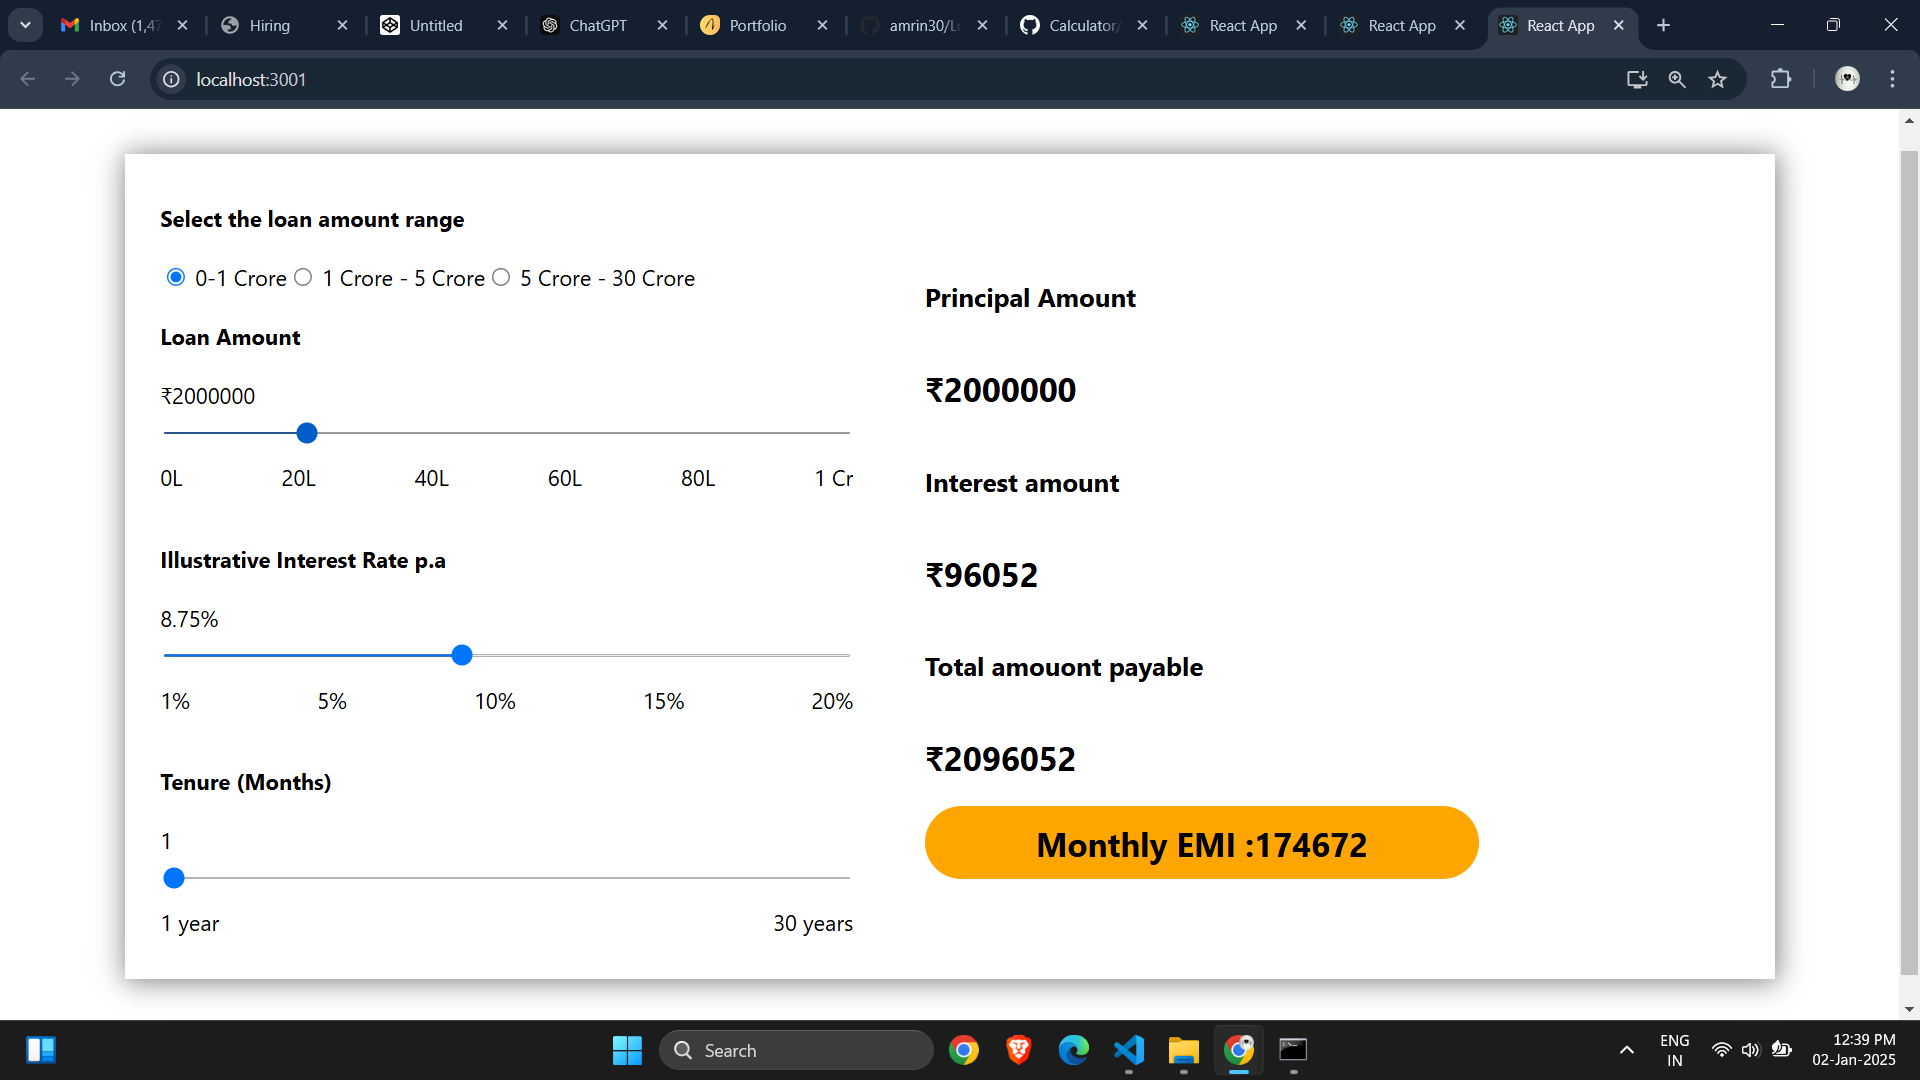 Inbox (1,47
Hiring
Untitled
ChatGPT
Portfolio
amrin30/Lo
Calculator/
React App
React App
React App
localhost:3001
Select the loan amount range
0-1 Crore 1 Crore - 5 Crore 5 Crore - 30 Crore
Loan Amount
₹2000000
0L 20L 40L 60L 80L 1 Cr
Illustrative Interest Rate p.a
8.75%
1% 5% 10% 15% 20%
Tenure (Months)
1
1 year 30 years
Principal Amount
₹2000000
Interest amount
₹96052
Total amouont payable
₹2096052
Monthly EMI :174672
Search
ENG
IN
12:39 PM
02-Jan-2025